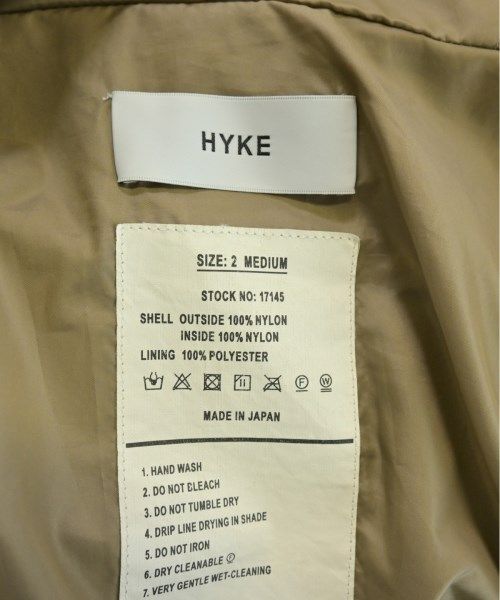 HYKE
SIZE: 2 MEDIUM
STOCK NO: 17145
SHELL OUTSIDE 100% NYLON
INSIDE 100% NYLON
LINING 100% POLYESTER
MADE IN JAPAN
1. HAND WASH
2. DO NOT BLEACH
3. DO NOT TUMBLE DRY
4. DRIP LINE DRYING IN SHADE
5. DO NOT IRON
6. DRY CLEANABLE Ⓕ
7. VERY GENTLE WET-CLEANING